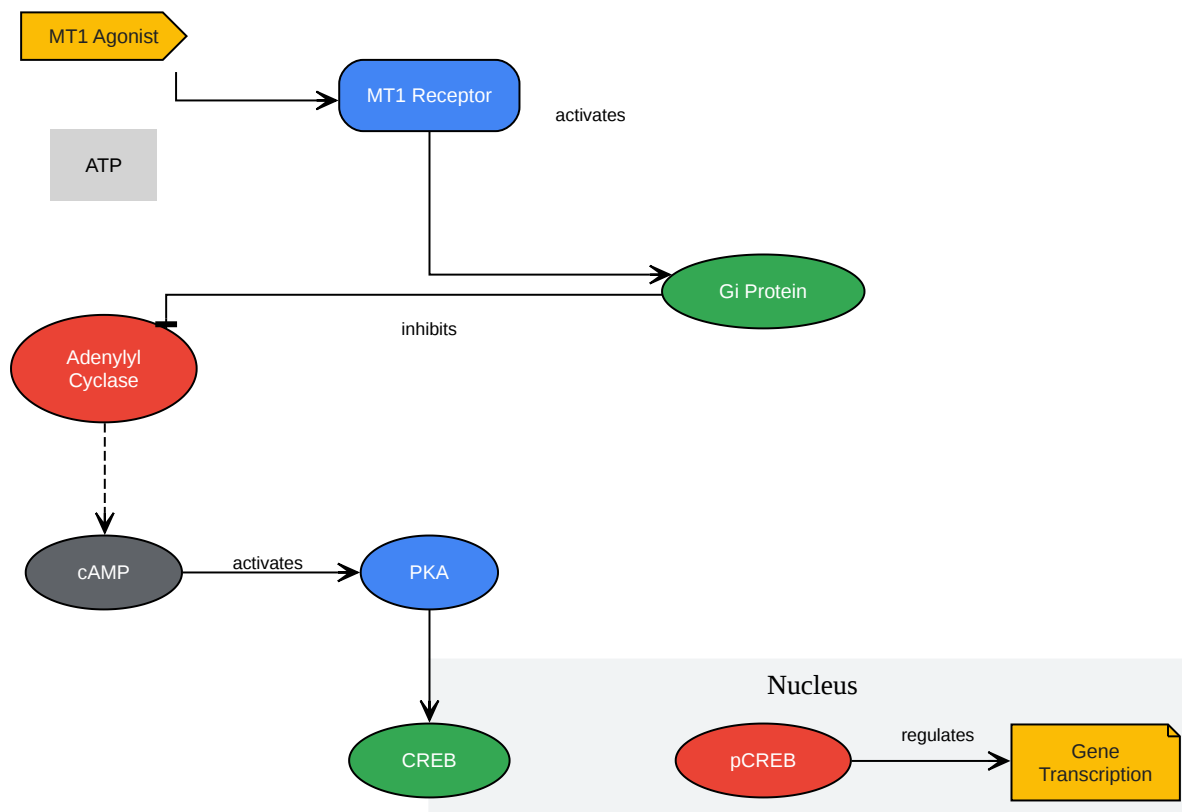 MT1 Agonist
MT1 Receptor
activates
ATP
Gi Protein
inhibits
Adenylyl
Cyclase
cAMP
activates
PKA
Nucleus
CREB
pCREB
regulates
Gene
Transcription